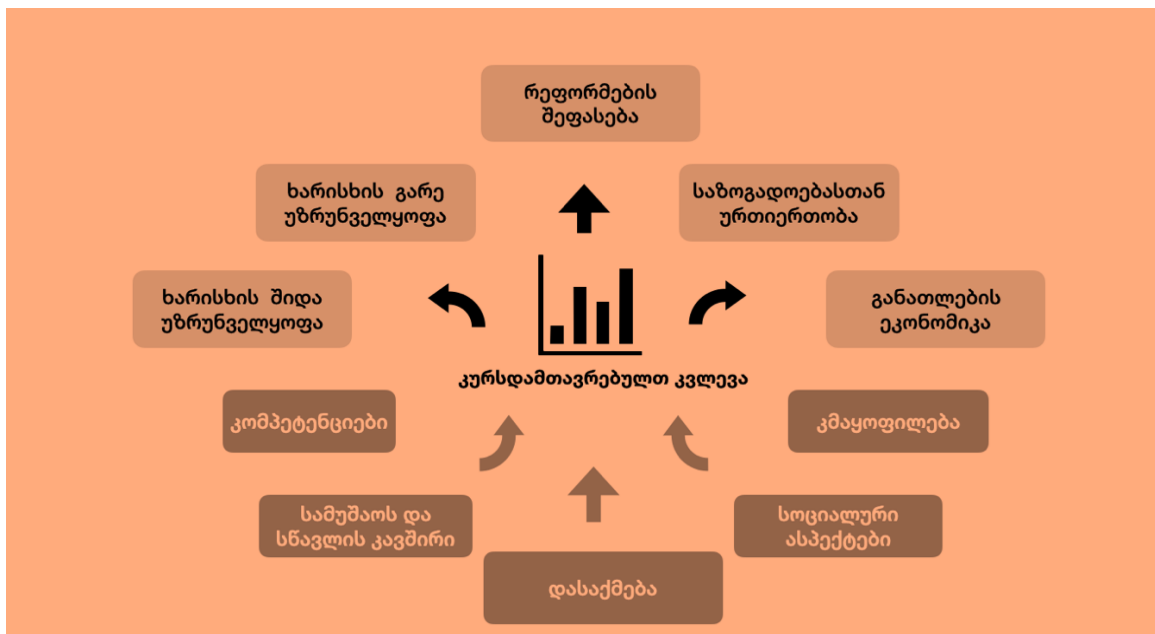 რეფორმების
შეფასება
ხარისხის გარე
უზრუნველყოფა
საზოგადოებასთან
ურთიერთობა
ხარისხის შიდა
უზრუნველყოფა
განათლების
ეკონომიკა
კურსდამთავრებულთ კვლევა
კომპეტენციები
კმაყოფილება
სამუშაოს და
სწავლის კავშირი
სოციალური
ასპექტები
დასაქმება